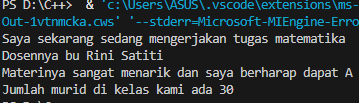 PS D:\C++> & 'c:\Users\ASUS\.vscode\extensions\ms-
Out-1vtnmcka.cws' '--stderr=Microsoft-MIEngine-Erro
Saya sekarang sedang mengerjakan tugas matematika
Dosennya bu Rini Satiti
Materinya sangat menarik dan saya berharap dapat A
Jumlah murid di kelas kami ada 30